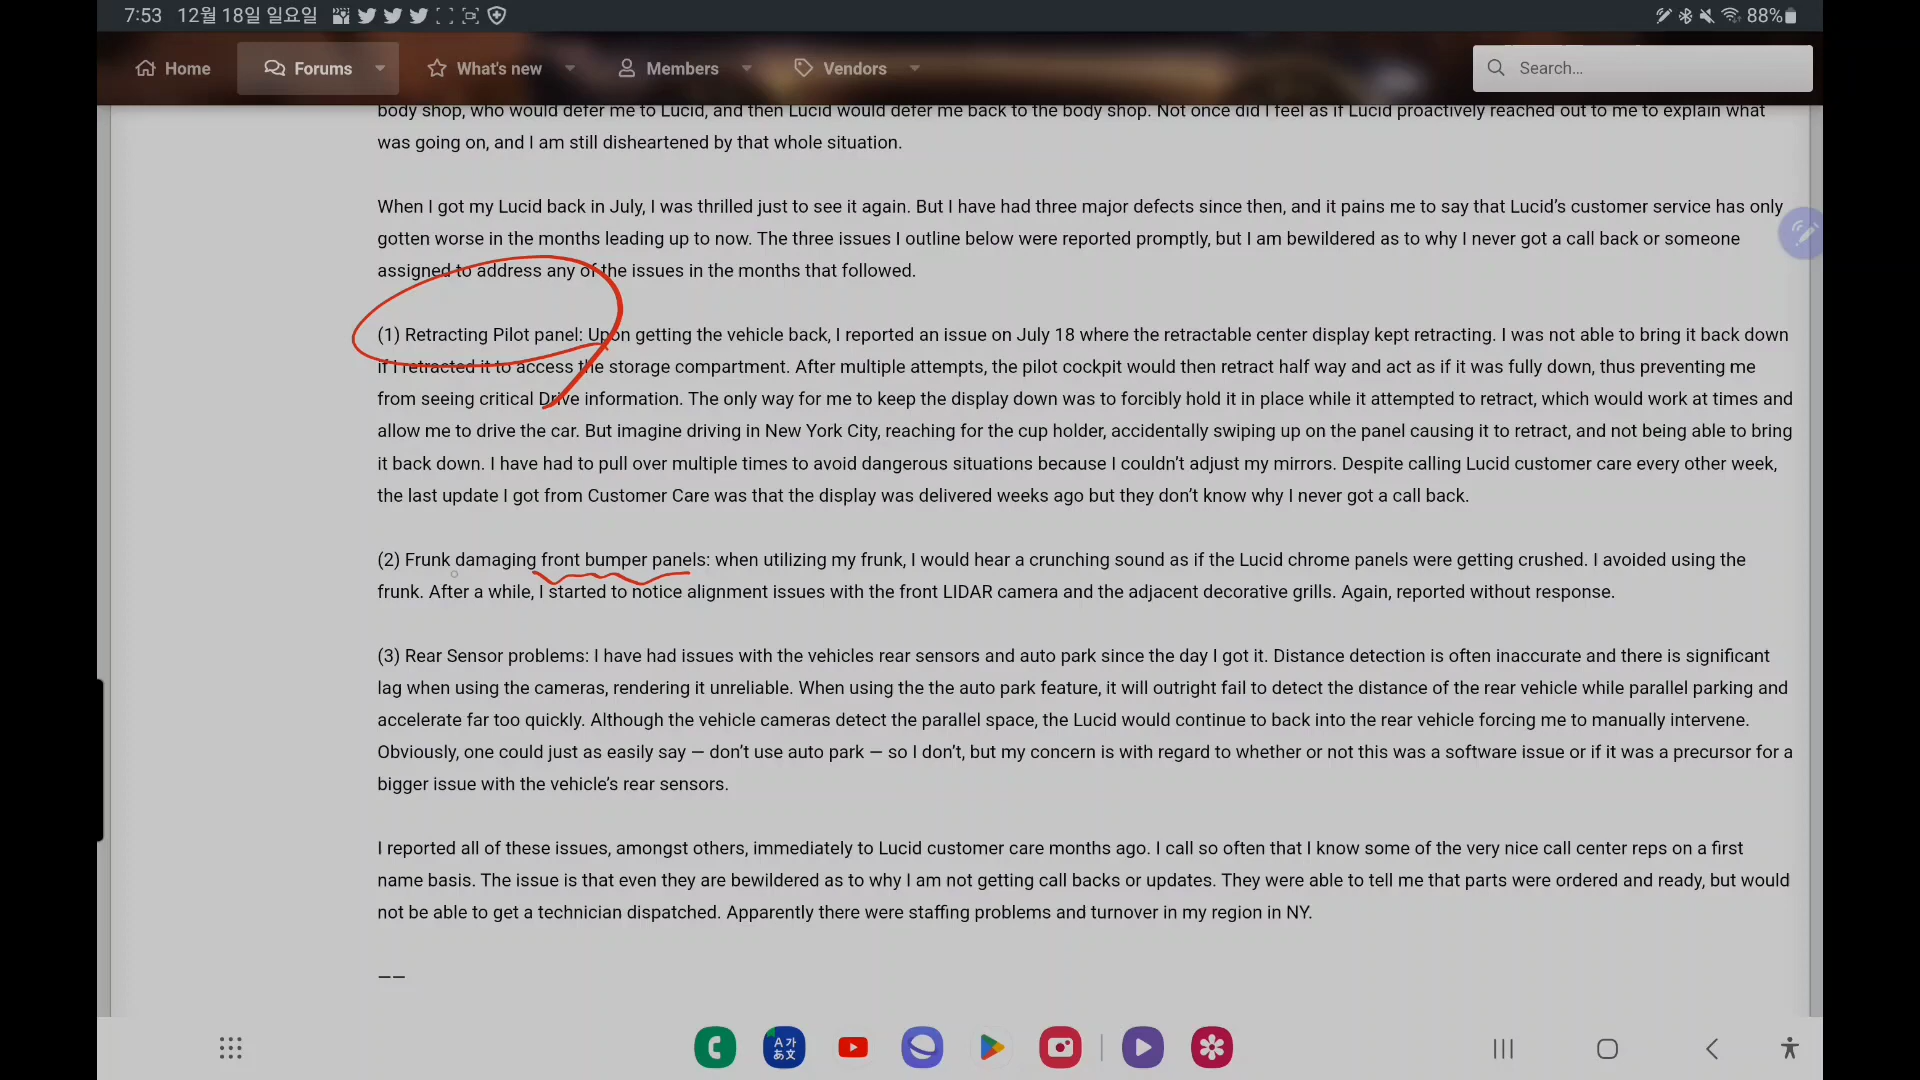 7:53 12월 18일 일요일 88%
Home Forums What's new Members Vendors Search...
body shop, who would defer me to Lucid, and then Lucid would defer me back to the body shop. Not once did I feel as if Lucid proactively reached out to me to explain what
was going on, and I am still disheartened by that whole situation.
When I got my Lucid back in July, I was thrilled just to see it again. But I have had three major defects since then, and it pains me to say that Lucid’s customer service has only
gotten worse in the months leading up to now. The three issues I outline below were reported promptly, but I am bewildered as to why I never got a call back or someone
assigned to address any of the issues in the months that followed.
(1) Retracting Pilot panel: Upon getting the vehicle back, I reported an issue on July 18 where the retractable center display kept retracting. I was not able to bring it back down
if I retracted it to access the storage compartment. After multiple attempts, the pilot cockpit would then retract half way and act as if it was fully down, thus preventing me
from seeing critical Drive information. The only way for me to keep the display down was to forcibly hold it in place while it attempted to retract, which would work at times and
allow me to drive the car. But imagine driving in New York City, reaching for the cup holder, accidentally swiping up on the panel causing it to retract, and not being able to bring
it back down. I have had to pull over multiple times to avoid dangerous situations because I couldn’t adjust my mirrors. Despite calling Lucid customer care every other week,
the last update I got from Customer Care was that the display was delivered weeks ago but they don’t know why I never got a call back.
(2) Frunk damaging front bumper panels: when utilizing my frunk, I would hear a crunching sound as if the Lucid chrome panels were getting crushed. I avoided using the
frunk. After a while, I started to notice alignment issues with the front LIDAR camera and the adjacent decorative grills. Again, reported without response.
(3) Rear Sensor problems: I have had issues with the vehicles rear sensors and auto park since the day I got it. Distance detection is often inaccurate and there is significant
lag when using the cameras, rendering it unreliable. When using the the auto park feature, it will outright fail to detect the distance of the rear vehicle while parallel parking and
accelerate far too quickly. Although the vehicle cameras detect the parallel space, the Lucid would continue to back into the rear vehicle forcing me to manually intervene.
Obviously, one could just as easily say — don’t use auto park — so I don’t, but my concern is with regard to whether or not this was a software issue or if it was a precursor for a
bigger issue with the vehicle’s rear sensors.
I reported all of these issues, amongst others, immediately to Lucid customer care months ago. I call so often that I know some of the very nice call center reps on a first
name basis. The issue is that even they are bewildered as to why I am not getting call backs or updates. They were able to tell me that parts were ordered and ready, but would
not be able to get a technician dispatched. Apparently there were staffing problems and turnover in my region in NY.
——
A 가
あ 文